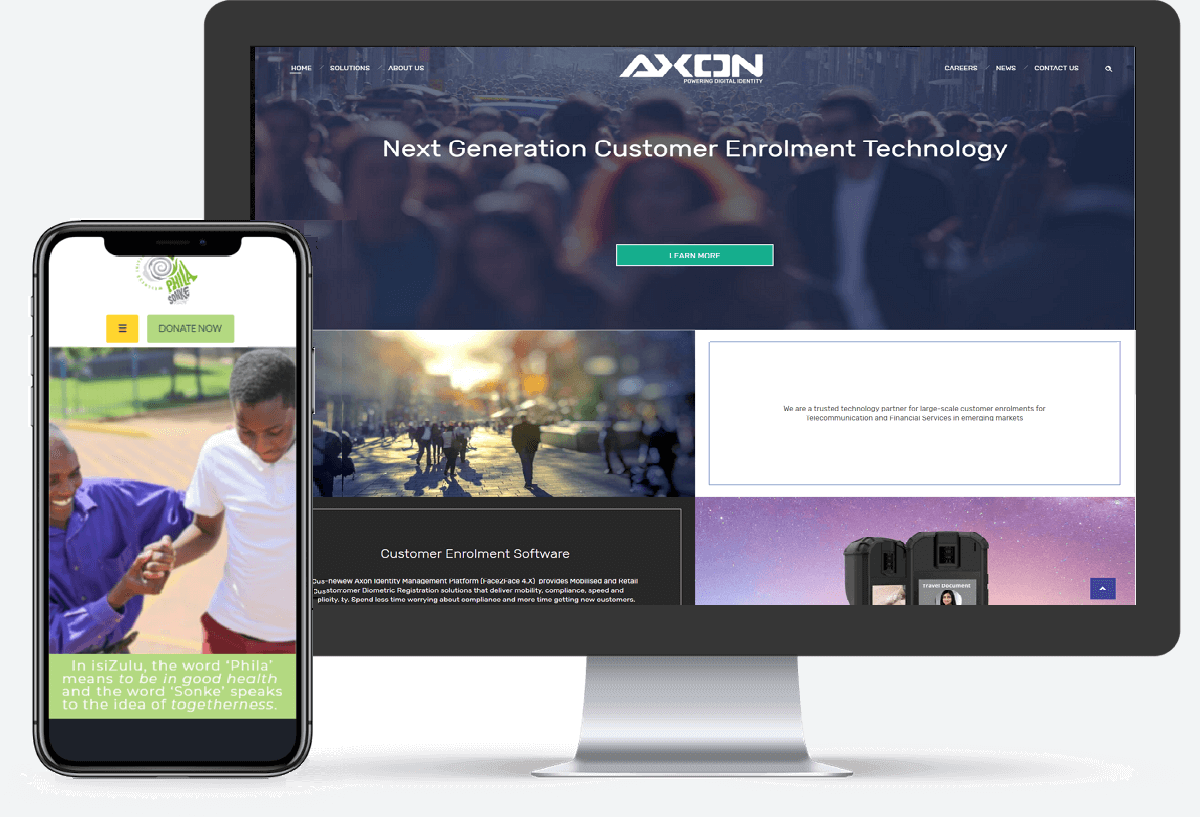 HOME
SOLUTIONS
ABOUT US
AXON
POWERING DIGITAL IDENTITY
CAREERS
NEWS
CONTACT US
Next Generation Customer Enrolment Technology
LEARN MORE
We are a trusted technology partner for large-scale customer enrolments for
Telecommunication and Financial Services in emerging markets
Customer Enrolment Software
Cus-newew Axon Identity Management Platform (Face2Face 4.X) provides Mobilised and Retail
Custorromer Biometric Registration solutions that deliver mobility, compliance, speed and
plicity. ty. Spend less time worrying about compliance and more time getting new customers.
Travel Document
PHILA
SONKE
DONATE NOW
In isiZulu, the word 'Phila"
means to be in good health
and the word 'Sonke' speaks
to the idea of togetherness.